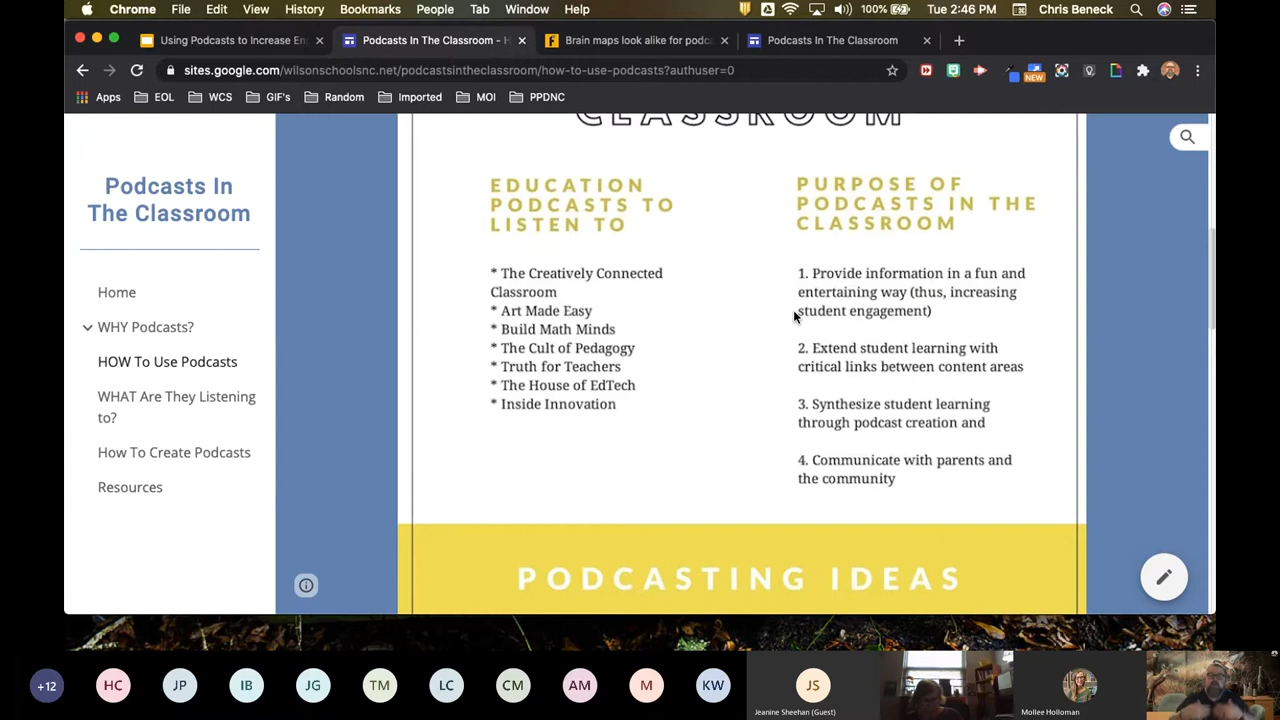 Chrome File Edit View History Bookmarks People Tab Window Help 100% Tue 2:46 PM Chris Beneck
Using Podcasts to Increase En
Podcasts In The Classroom - H
Brain maps look alike for podc
Podcasts In The Classroom
sites.google.com/wilsonschoolsnc.net/podcastsintheclassroom/how-to-use-podcasts?authuser=0
NEW
Apps EOL WCS GIF's Random Imported MOI PPDNC
CLASSROOM
Podcasts In
The Classroom
Home
WHY Podcasts?
HOW To Use Podcasts
WHAT Are They Listening
to?
How To Create Podcasts
Resources
EDUCATION
PODCASTS TO
LISTEN TO
* The Creatively Connected
Classroom
* Art Made Easy
* Build Math Minds
* The Cult of Pedagogy
* Truth for Teachers
* The House of EdTech
* Inside Innovation
PURPOSE OF
PODCASTS IN THE
CLASSROOM
1. Provide information in a fun and
entertaining way (thus, increasing
student engagement)
2. Extend student learning with
critical links between content areas
3. Synthesize student learning
through podcast creation and
4. Communicate with parents and
the community
PODCASTING IDEAS
+12 HC JP IB JG TM LC CM AM M KW JS
Jeanine Sheehan (Guest)
Mollee Holloman